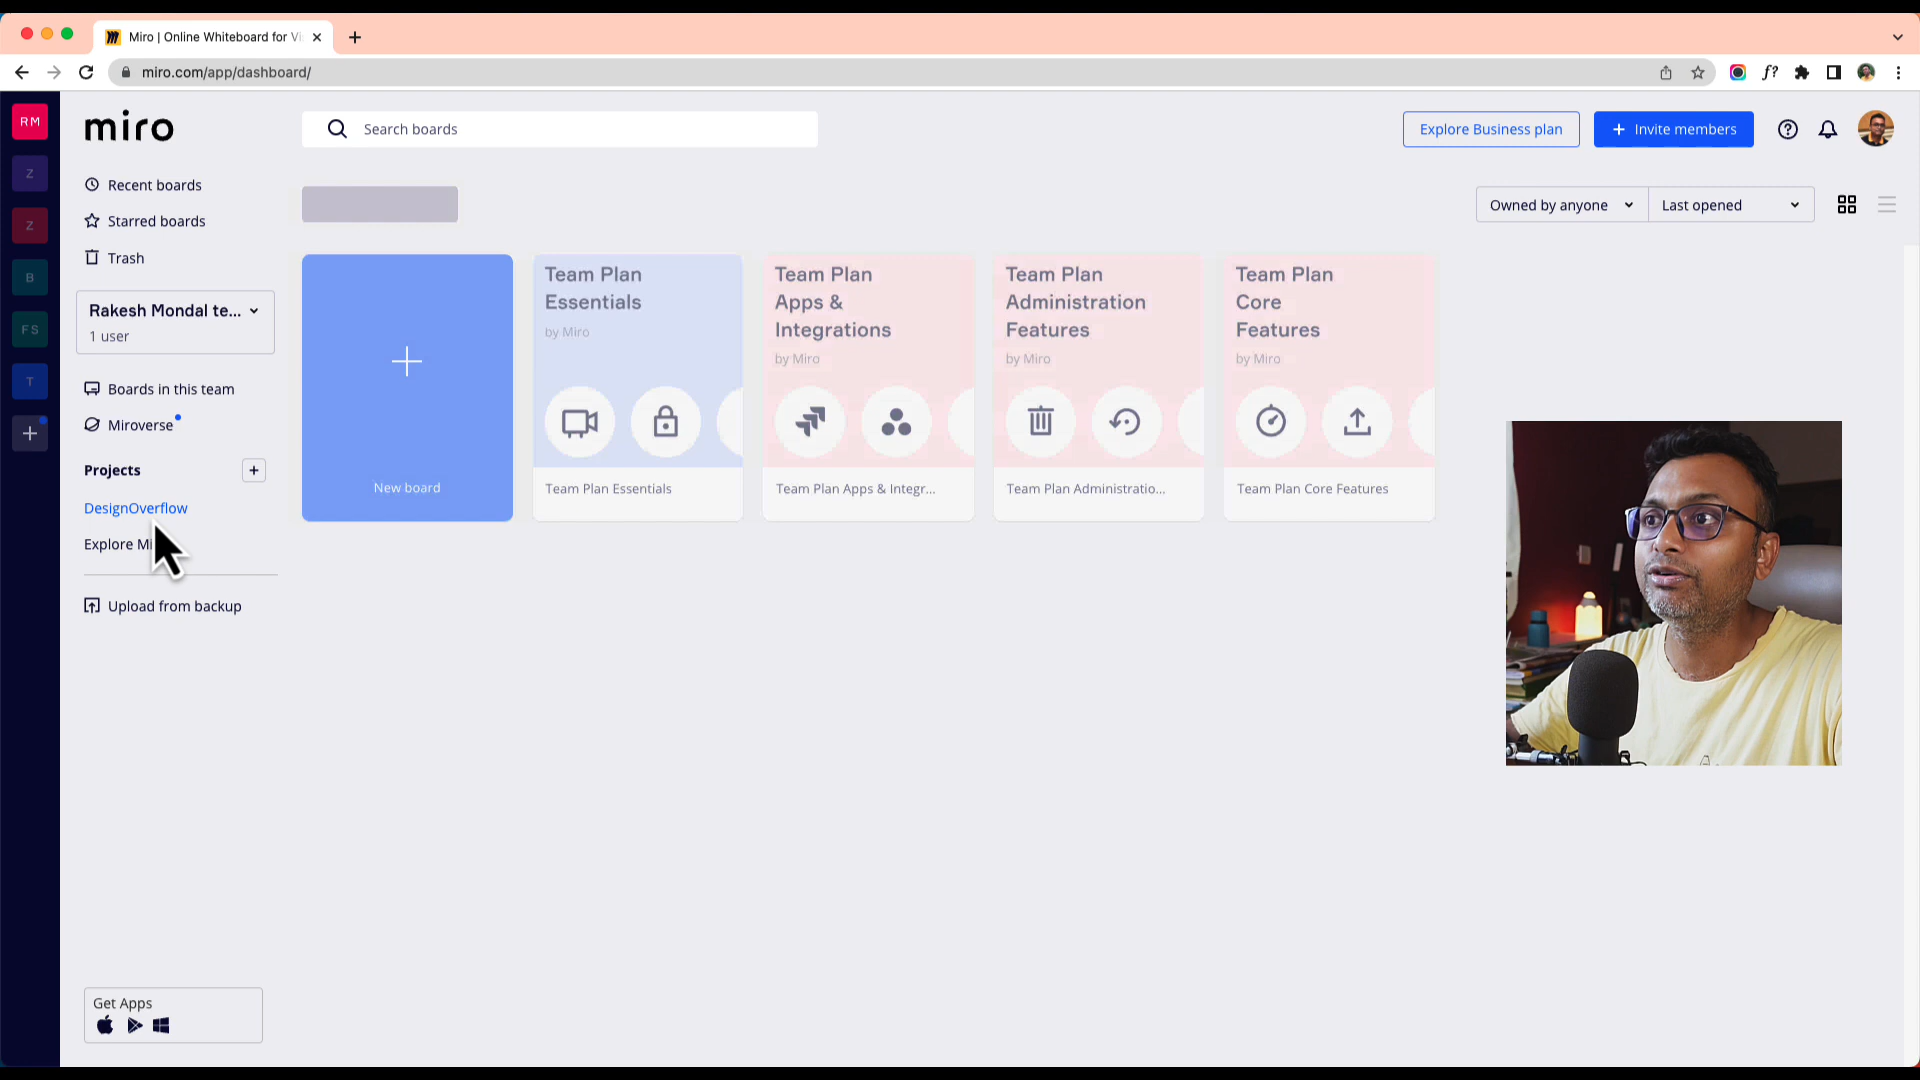 Miro | Online Whiteboard for Vi
miro.com/app/dashboard/
f?
RM
Z
Z
B
FS
T
miro
Search boards
Explore Business plan
Invite members
Recent boards
Starred boards
Trash
Owned by anyone
Last opened
Rakesh Mondal te...
1 user
Boards in this team
Miroverse
Projects
DesignOverflow
Explore Mi
Upload from backup
New board
Team Plan
Essentials
by Miro
Team Plan Essentials
Team Plan
Apps &
Integrations
by Miro
Team Plan Apps & Integr...
Team Plan
Administration
Features
by Miro
Team Plan Administratio...
Team Plan
Core
Features
by Miro
Team Plan Core Features
Get Apps